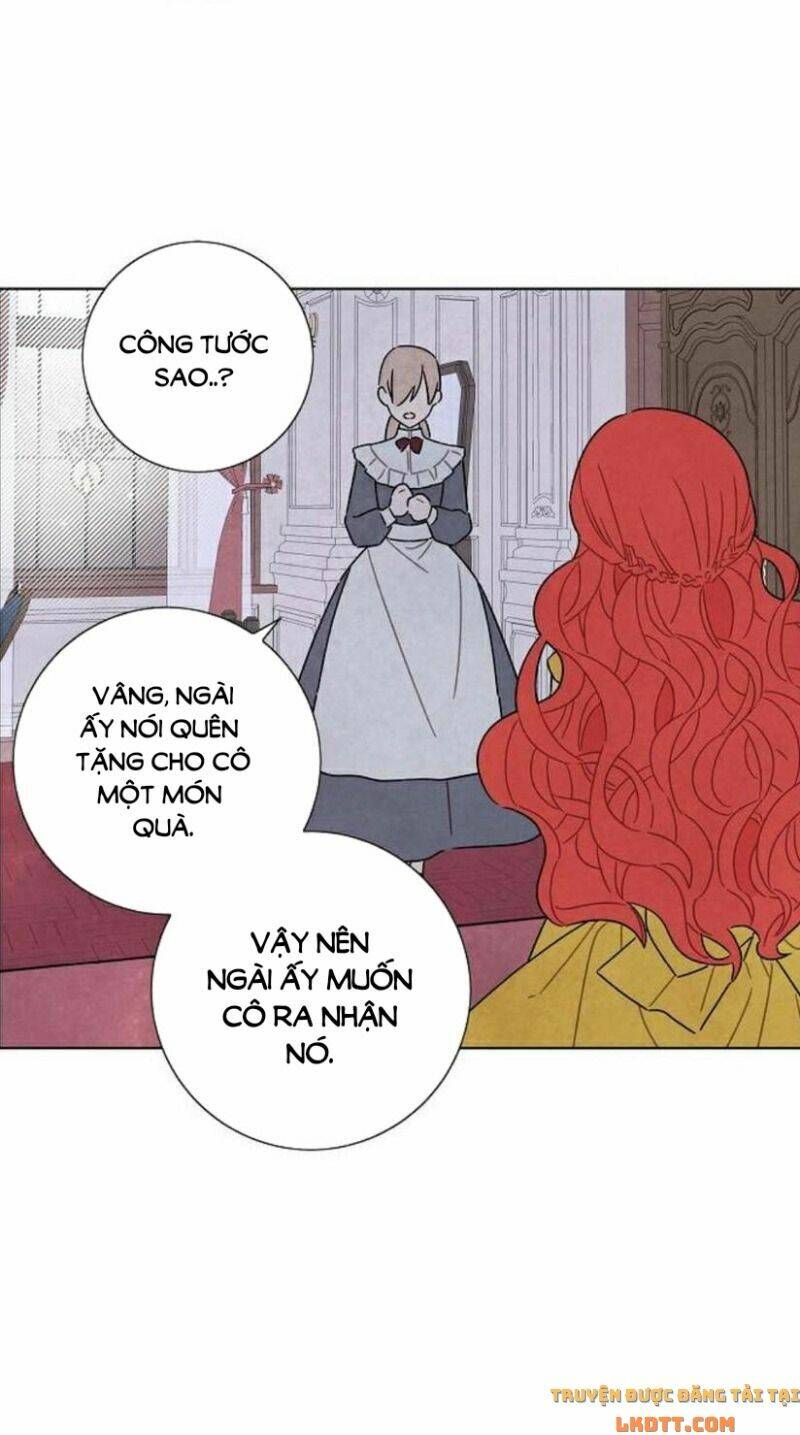 CÔNG TƯỚC
SAO..?
VÂNG, NGÀI
ẤY NÓI QUÊN
TẶNG CHO CÔ
MỘT MÓN
QUÀ.
VẬY NÊN
NGÀI ẤY MUỐN
CÔ RA NHẬN
NÓ.
TRUYỆN ĐƯỢC ĐĂNG TẢI TẠI
LKDTT.COM